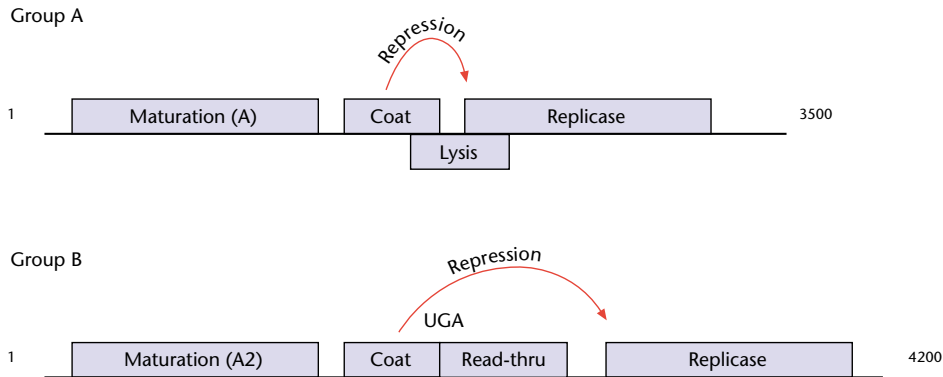 Group A
Repression
1 Maturation (A) Coat Replicase 3500
Lysis
Group B
Repression
UGA
1 Maturation (A2) Coat Read-thru Replicase 4200